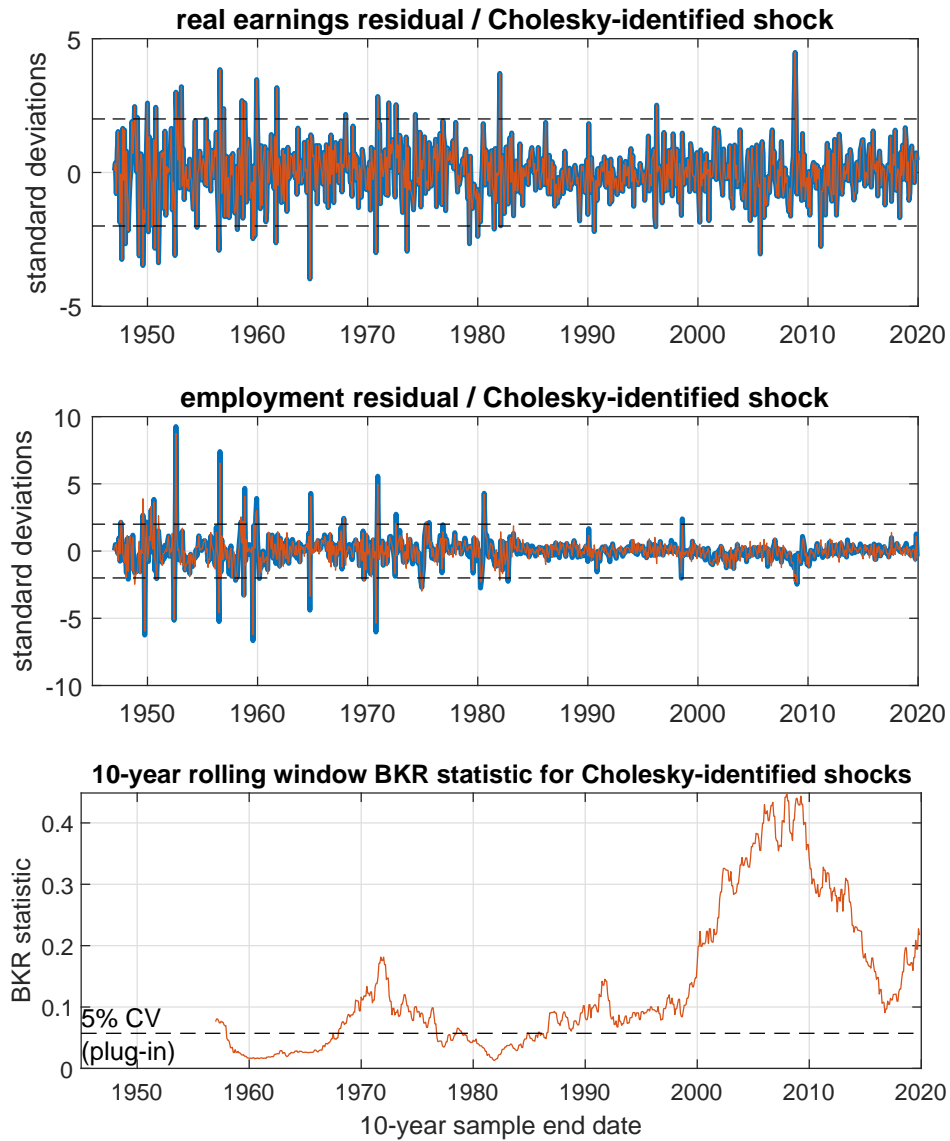 real earnings residual / Cholesky-identified shock
5
0
-5
standard deviations
1950 1960 1970 1980 1990 2000 2010 2020
employment residual / Cholesky-identified shock
10
5
0
-5
-10
standard deviations
1950 1960 1970 1980 1990 2000 2010 2020
10-year rolling window BKR statistic for Cholesky-identified shocks
0.4
0.3
0.2
0.1
0
BKR statistic
5% CV
(plug-in)
1950 1960 1970 1980 1990 2000 2010 2020
10-year sample end date